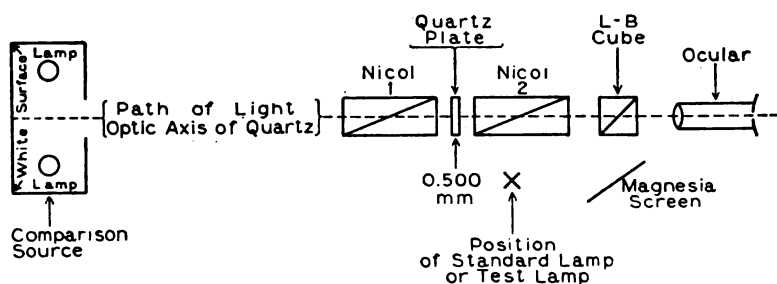 Quartz
Plate
L-B
Cube
Lamp
White Surface
Lamp
Nicol
1
Nicol
2
Ocular
Path of Light
Optic Axis of Quartz
0.500
mm
Magnesia
Screen
Comparison
Source
Position
of Standard Lamp
or Test Lamp